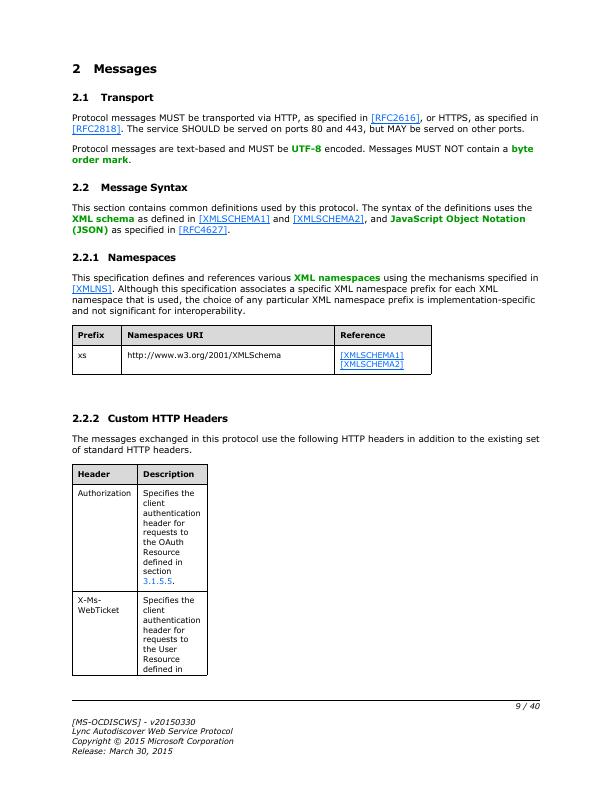 2 Messages
2.1 Transport
Protocol messages MUST be transported via HTTP, as specified in [RFC2616], or HTTPS, as specified in
[RFC2818]. The service SHOULD be served on ports 80 and 443, but MAY be served on other ports.
Protocol messages are text-based and MUST be UTF-8 encoded. Messages MUST NOT contain a byte
order mark.
2.2 Message Syntax
This section contains common definitions used by this protocol. The syntax of the definitions uses the
XML schema as defined in [XMLSCHEMA1] and [XMLSCHEMA2], and JavaScript Object Notation
(JSON) as specified in [RFC4627].
2.2.1 Namespaces
This specification defines and references various XML namespaces using the mechanisms specified in
[XMLNS]. Although this specification associates a specific XML namespace prefix for each XML
namespace that is used, the choice of any particular XML namespace prefix is implementation-specific
and not significant for interoperability.
Prefix Namespaces URI Reference
xs http://www.w3.org/2001/XMLSchema [XMLSCHEMA1]
[XMLSCHEMA2]
2.2.2 Custom HTTP Headers
The messages exchanged in this protocol use the following HTTP headers in addition to the existing set
of standard HTTP headers.
Header Description
Authorization Specifies the
client
authentication
header for
requests to
the OAuth
Resource
defined in
section
3.1.5.5.
X-Ms- Specifies the
WebTicket client
authentication
header for
requests to
the User
Resource
defined in
9 / 40
[MS-OCDISCWS] - v20150330
Lync Autodiscover Web Service Protocol
Copyright © 2015 Microsoft Corporation
Release: March 30, 2015